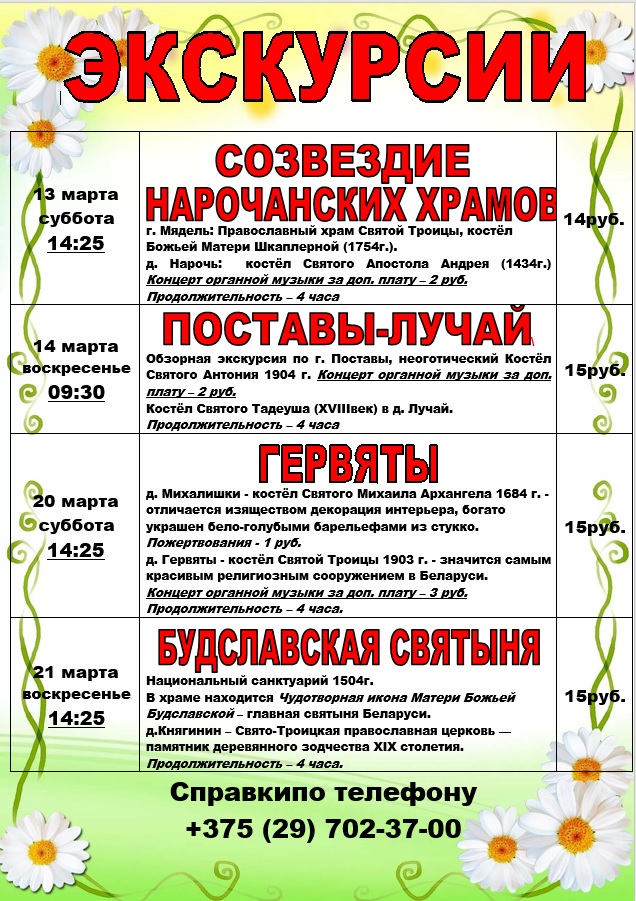 ЭКСКУРСИИ
13 марта
суббота
14:25
СОЗВЕЗДИЕ
НАРОЧАНСКИХ ХРАМОВ
г. Мядель: Православный храм Святой Троицы, костёл
Божьей Матери Шкаплерной (1754г.).
д. Нарочь: костёл Святого Апостола Андрея (1434г.)
Концерт органной музыки за доп. плату – 2 руб.
Продолжительность – 4 часа
14руб.
14 марта
воскресенье
09:30
ПОСТАВЫ-ЛУЧАЙ
Обзорная экскурсия по г. Поставы, неоготический Костёл
Святого Антония 1904 г. Концерт органной музыки за доп.
плату – 2 руб.
Костёл Святого Тадеуша (XVIIIвек) в д. Лучай.
Продолжительность – 4 часа
15руб.
20 марта
суббота
14:25
ГЕРВЯТЫ
д. Михалишки - костёл Святого Михаила Архангела 1684 г. -
отличается изяществом декорация интерьера, богато
украшен бело-голубыми барельефами из стукко.
Пожертвования - 1 руб.
д. Гервяты - костёл Святой Троицы 1903 г. - значится самым
красивым религиозным сооружением в Беларуси.
Концерт органной музыки за доп. плату – 3 руб.
Продолжительность – 4 часа.
15руб.
21 марта
воскресенье
14:25
БУДСЛАВСКАЯ СВЯТЫНЯ
Национальный санктуарий 1504г.
В храме находится Чудотворная икона Матери Божьей
Будславской – главная святыня Беларуси.
д.Княгинин – Свято-Троицкая православная церковь —
памятник деревянного зодчества XIX столетия.
Продолжительность – 4 часа.
15руб.
Справкипо телефону
+375 (29) 702-37-00